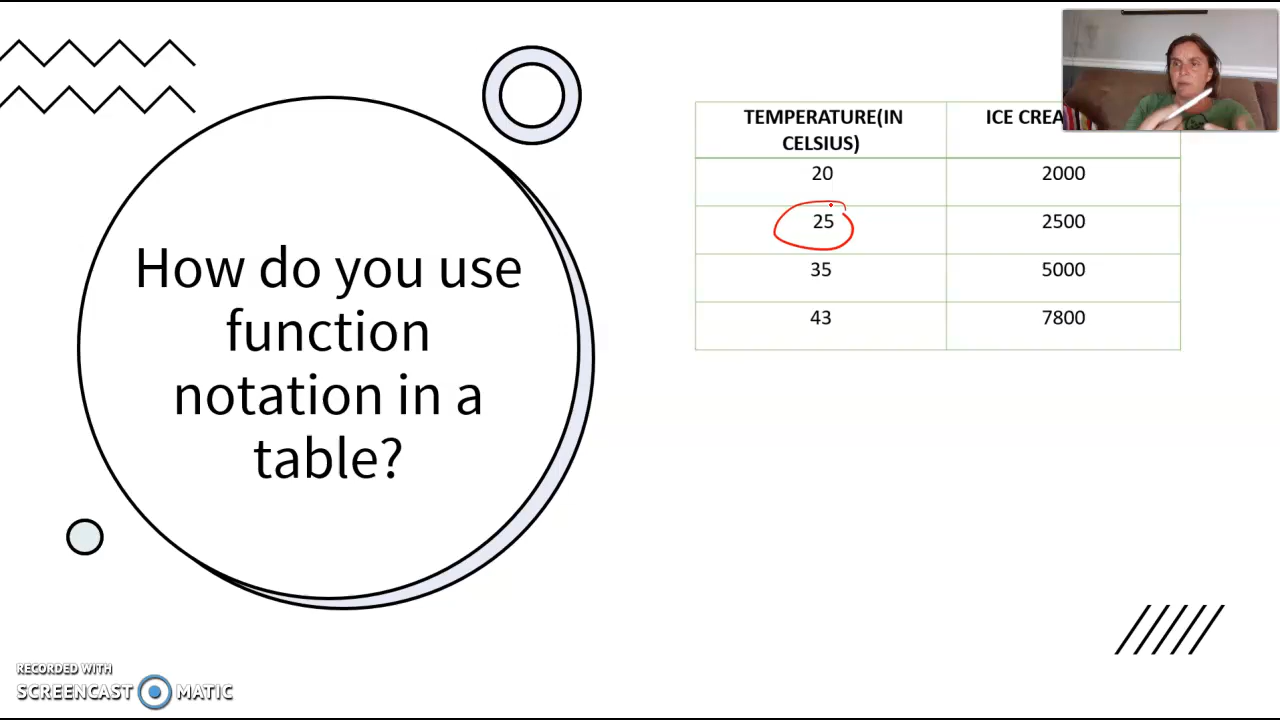 How do you use
function
notation in a
table?
TEMPERATURE(IN
CELSIUS)
ICE
20
2000
25
2500
35
5000
43
7800
RECORDED WITH
SCREENCAST MATIC